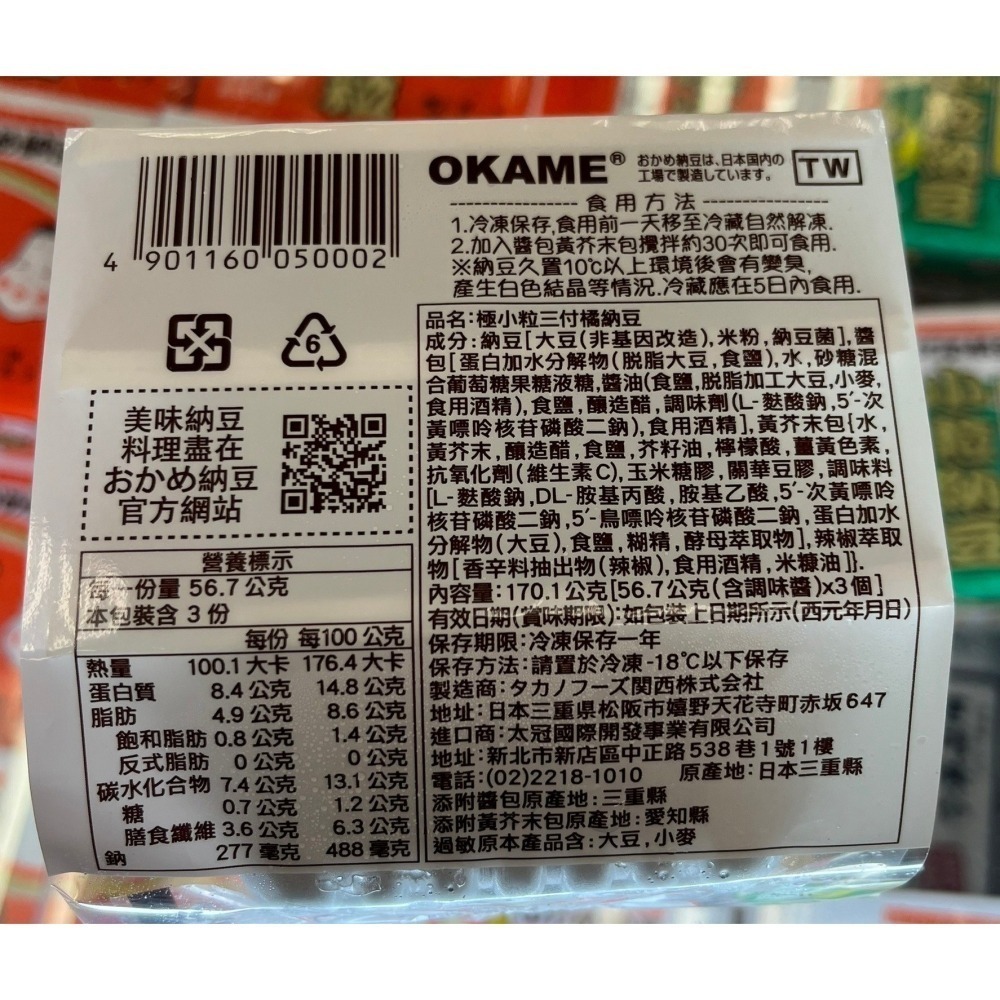 OKAME®
おかめ納豆は、日本国内の
工場で製造しています。
TW
食用方法
1.冷凍保存,食用前一天移至冷藏自然解凍.
2.加入醬包黃芥末包攪拌約30次即可食用.
※納豆久置10℃以上環境後會有變臭,
產生白色結晶等情況.冷藏應在5日內食用.
4 901160 050002
6
美味納豆
料理盡在
おかめ納豆
官方網站
營養標示
每一份量 56.7 公克
本包裝含 3 份
每份 每100 公克
熱量 100.1 大卡 176.4 大卡
蛋白質 8.4 公克 14.8 公克
脂肪 4.9 公克 8.6 公克
飽和脂肪 0.8 公克 1.4 公克
反式脂肪 0 公克 0 公克
碳水化合物 7.4 公克 13.1 公克
糖 0.7 公克 1.2 公克
膳食纖維 3.6 公克 6.3 公克
鈉 277 毫克 488 毫克
品名:極小粒三付橘納豆
成分:納豆[大豆(非基因改造),米粉,納豆菌],醬
包[蛋白加水分解物(脫脂大豆,食鹽),水,砂糖混
合葡萄糖果糖液糖,醬油(食鹽,脫脂加工大豆,小麥,
食用酒精),食鹽,釀造醋,調味劑(L-麩酸鈉,5´-次
黃嘌呤核苷磷酸二鈉),食用酒精],黃芥末包{水,
黃芥末,釀造醋,食鹽,芥籽油,檸檬酸,薑黃色素,
抗氧化劑(維生素C),玉米糖膠,關華豆膠,調味料
[L-麩酸鈉,DL-胺基丙酸,胺基乙酸,5´-次黃嘌呤
核苷磷酸二鈉,5´-鳥嘌呤核苷磷酸二鈉,蛋白加水
分解物(大豆),食鹽,糊精,酵母萃取物],辣椒萃取
物[香辛料抽出物(辣椒),食用酒精,米糠油]}.
內容量:170.1公克[56.7公克(含調味醬)x3個]
有效日期(賞味期限):如包裝上日期所示(西元年月日)
保存期限:冷凍保存一年
保存方法:請置於冷凍-18℃以下保存
製造商:タカノフーズ関西株式会社
地址:日本三重県松阪市嬉野天花寺町赤坂647
進口商:太冠國際開發事業有限公司
地址:新北市新店區中正路538巷1號1樓
電話:(02)2218-1010 原產地:日本三重縣
添附醬包原產地:三重縣
添附黃芥末包原產地:愛知縣
過敏原本產品含:大豆,小麥